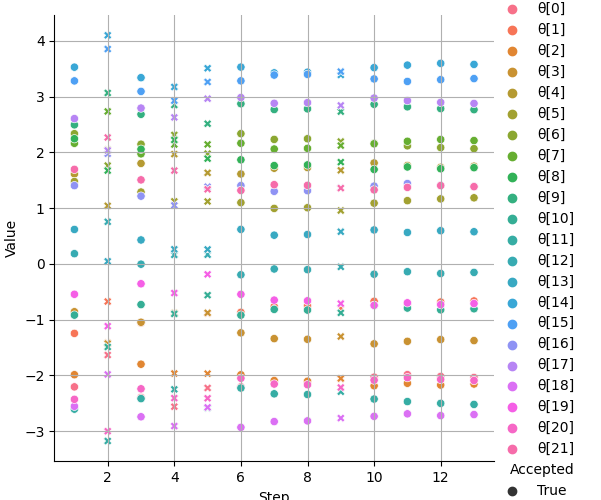 4
3
2
1
0
−1
−2
−3
Value
2
4
6
8
10
12
Step
θ[0]
θ[1]
θ[2]
θ[3]
θ[4]
θ[5]
θ[6]
θ[7]
θ[8]
θ[9]
θ[10]
θ[11]
θ[12]
θ[13]
θ[14]
θ[15]
θ[16]
θ[17]
θ[18]
θ[19]
θ[20]
θ[21]
Accepted
True